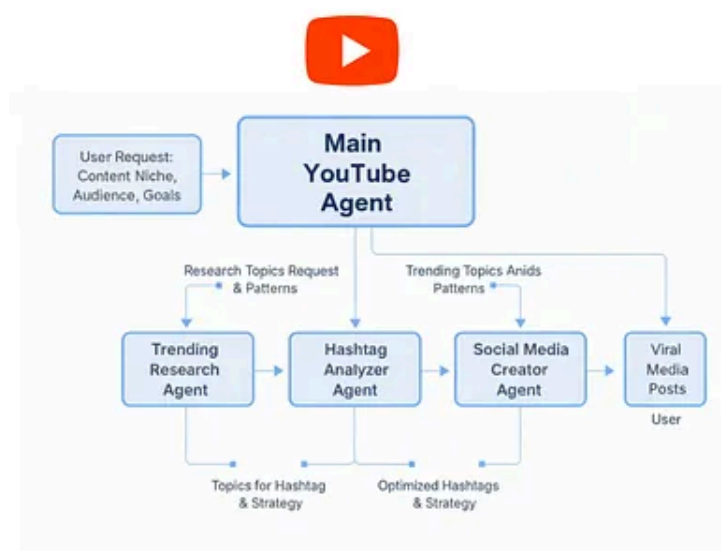 User Request:
Content Niche,
Audience, Goals
Main
YouTube
Agent
Research Topics Request
& Patterns
Trending Topics Anids
Patterns
Trending
Research
Agent
Hashtag
Analyzer
Agent
Social Media
Creator
Agent
Viral
Media
Posts
User
Topics for Hashtag
& Strategy
Optimized Hashtags
& Strategy